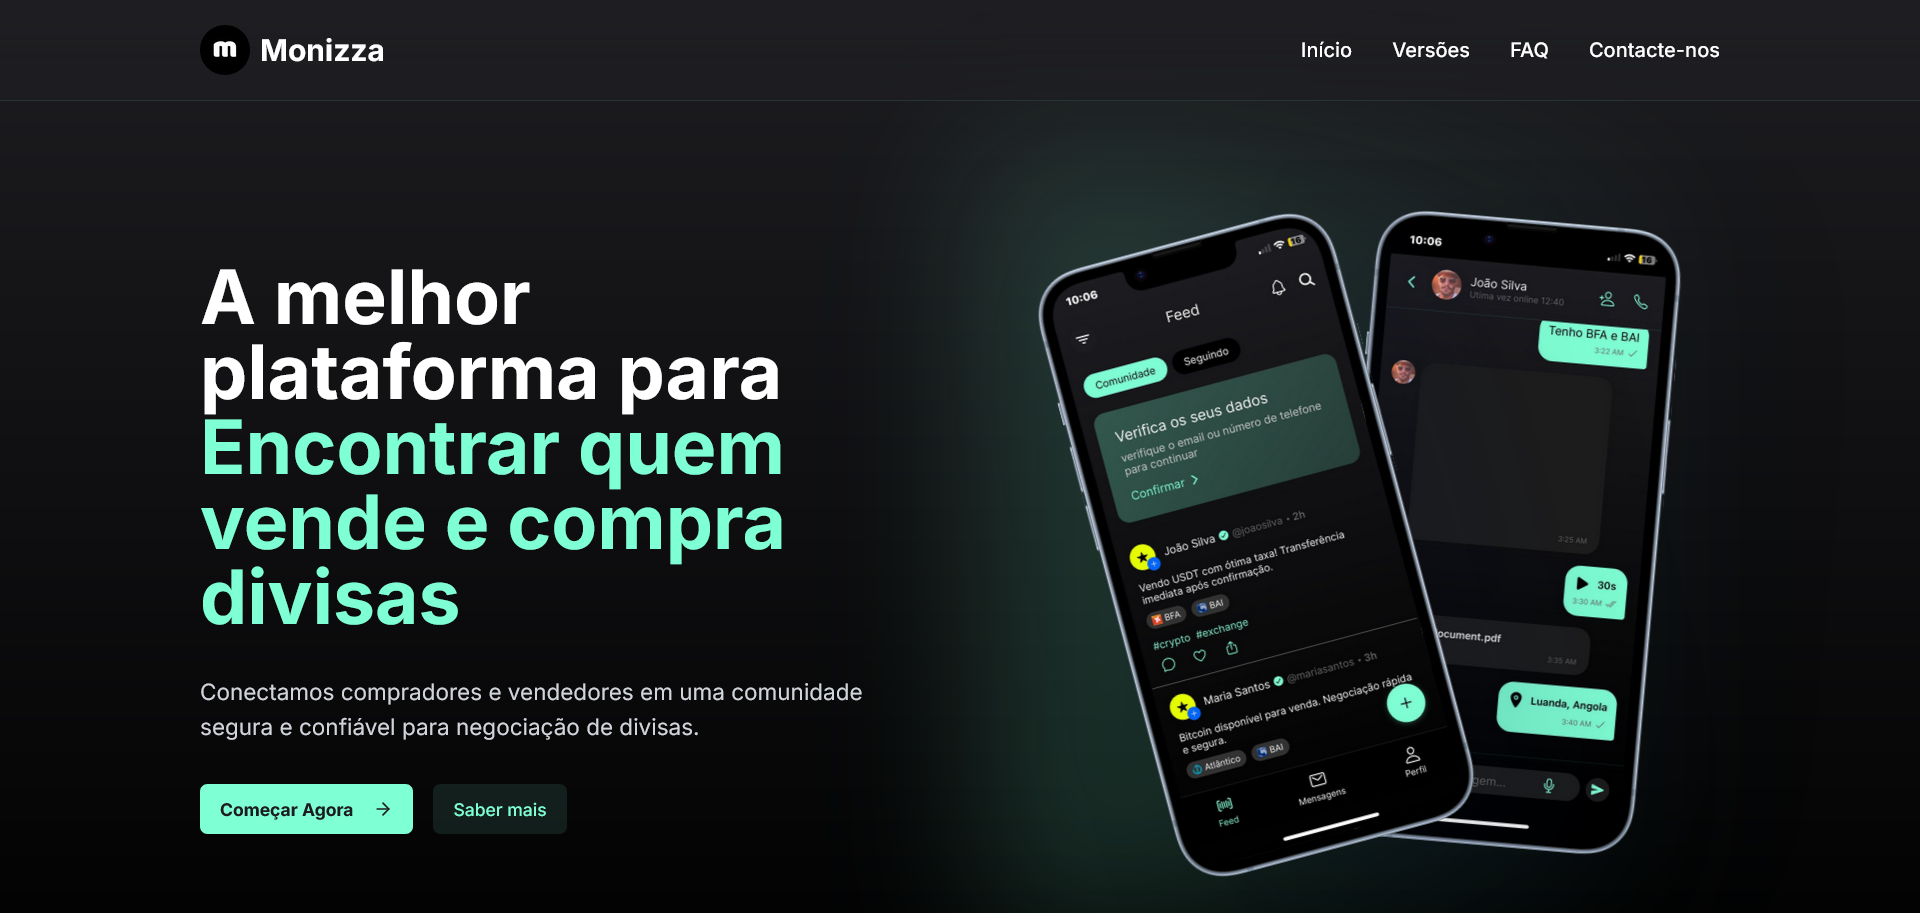 m Monizza
Início
Versões
FAQ
Contacte-nos
A melhor
plataforma para
Encontrar quem
vende e compra
divisas
Conectamos compradores e vendedores em uma comunidade
segura e confiável para negociação de divisas.
Começar Agora
Saber mais
10:06
16
Feed
Comunidade
Seguindo
Verifica os seus dados
verifique o email ou número de telefone
para continuar
Confirmar
João Silva @joaosilva • 2h
Vendo USDT com ótima taxa! Transferência
imediata após confirmação.
BFA
BAI
#crypto #exchange
Maria Santos @mariasantos • 3h
Bitcoin disponível para venda. Negociação rápida
e segura.
Atlântico
BAI
Feed
Mensagens
Perfil
10:06
16
João Silva
Útima vez online 12:40
Tenho BFA e BAI
3:22 AM
3:25 AM
30s
3:30 AM
ocument.pdf
3:35 AM
Luanda, Angola
3:40 AM
gem...